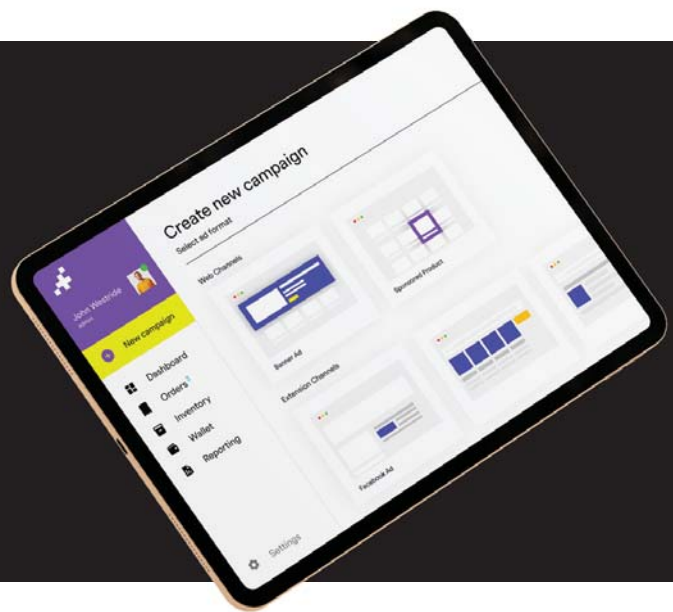 John Westride
admin
New campaign
Dashboard
Orders
Inventory
Wallet
Reporting
Settings
Create new campaign
Select ad format
Web Channels
Banner Ad
Sponsored Product
Extension Channels
Facebook Ad